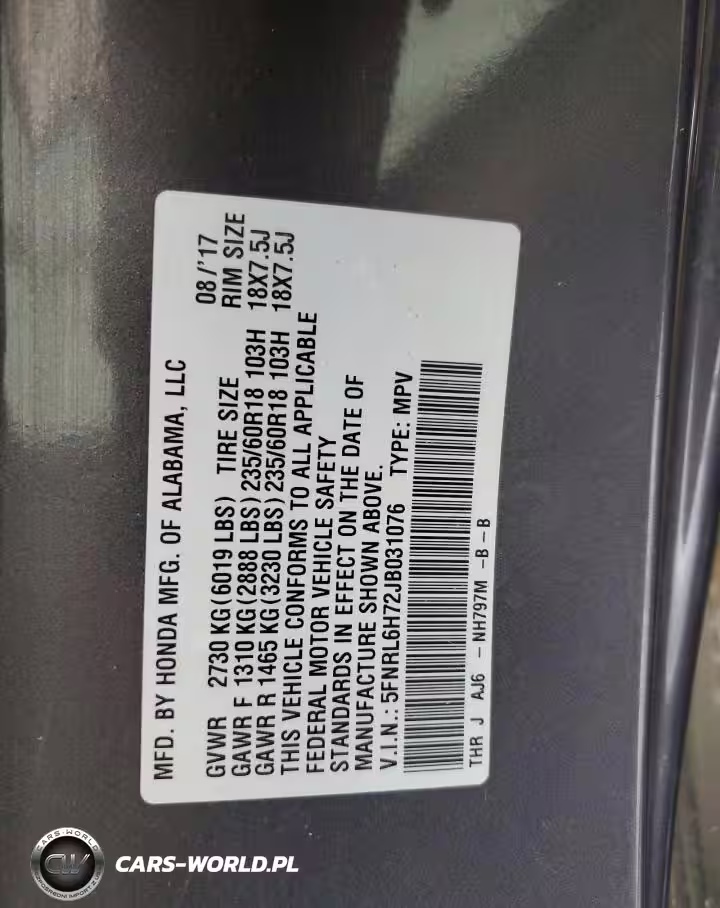 MFD. BY HONDA MFG. OF ALABAMA, LLC
08/'17
GVWR 2730 KG(6019 LBS) TIRE SIZE RIM SIZE
GAWR F 1310 KG(2888 LBS) 235/60R18 103H 18X7.5J
GAWR R 1465 KG(3230 LBS) 235/60R18 103H 18X7.5J
THIS VEHICLE CONFORMS TO ALL APPLICABLE
FEDERAL MOTOR VEHICLE SAFETY
STANDARDS IN EFFECT ON THE DATE OF
MANUFACTURE SHOWN ABOVE.
V.I.N.: 5FNRL6H72JB031076 TYPE: MPV
THR J AJ6 - NH797M -B-B
CARS-WORLD
CW
CARS-WORLD.PL